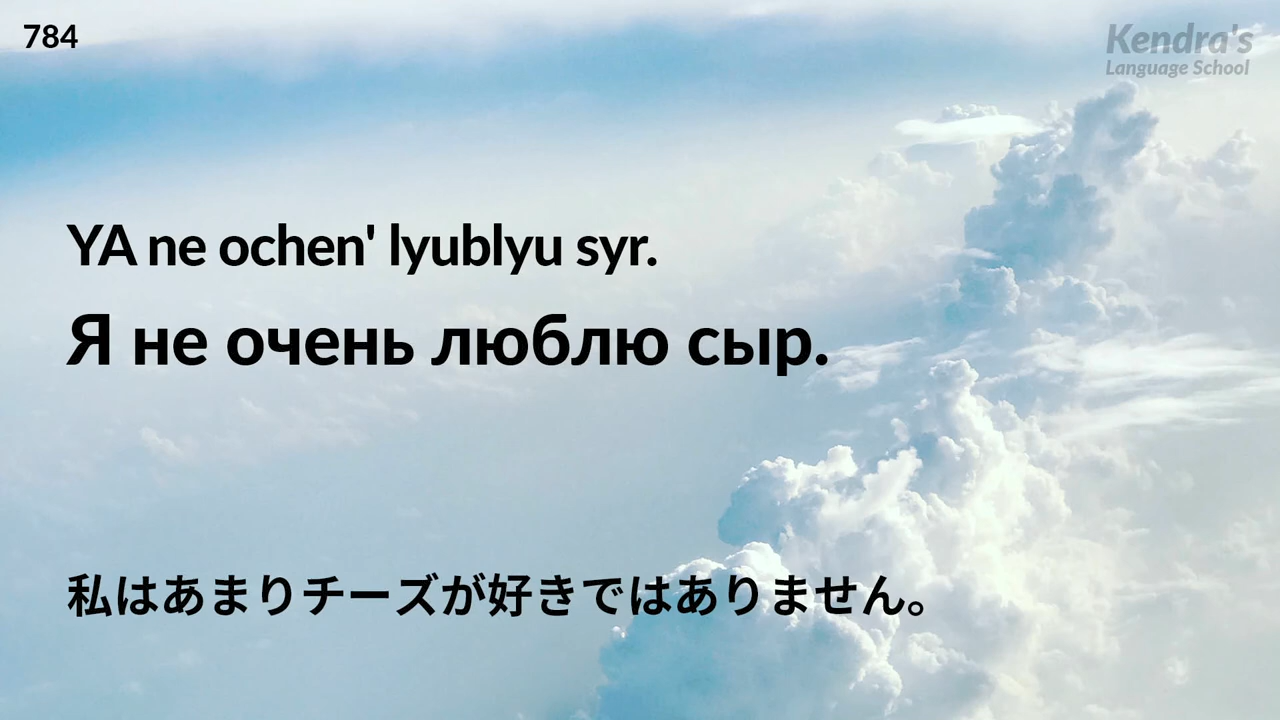 784
Kendra's
Language School
YA ne ochen' lyublyu syr.
Я не очень люблю сыр.
私はあまりチーズが好きではありません。